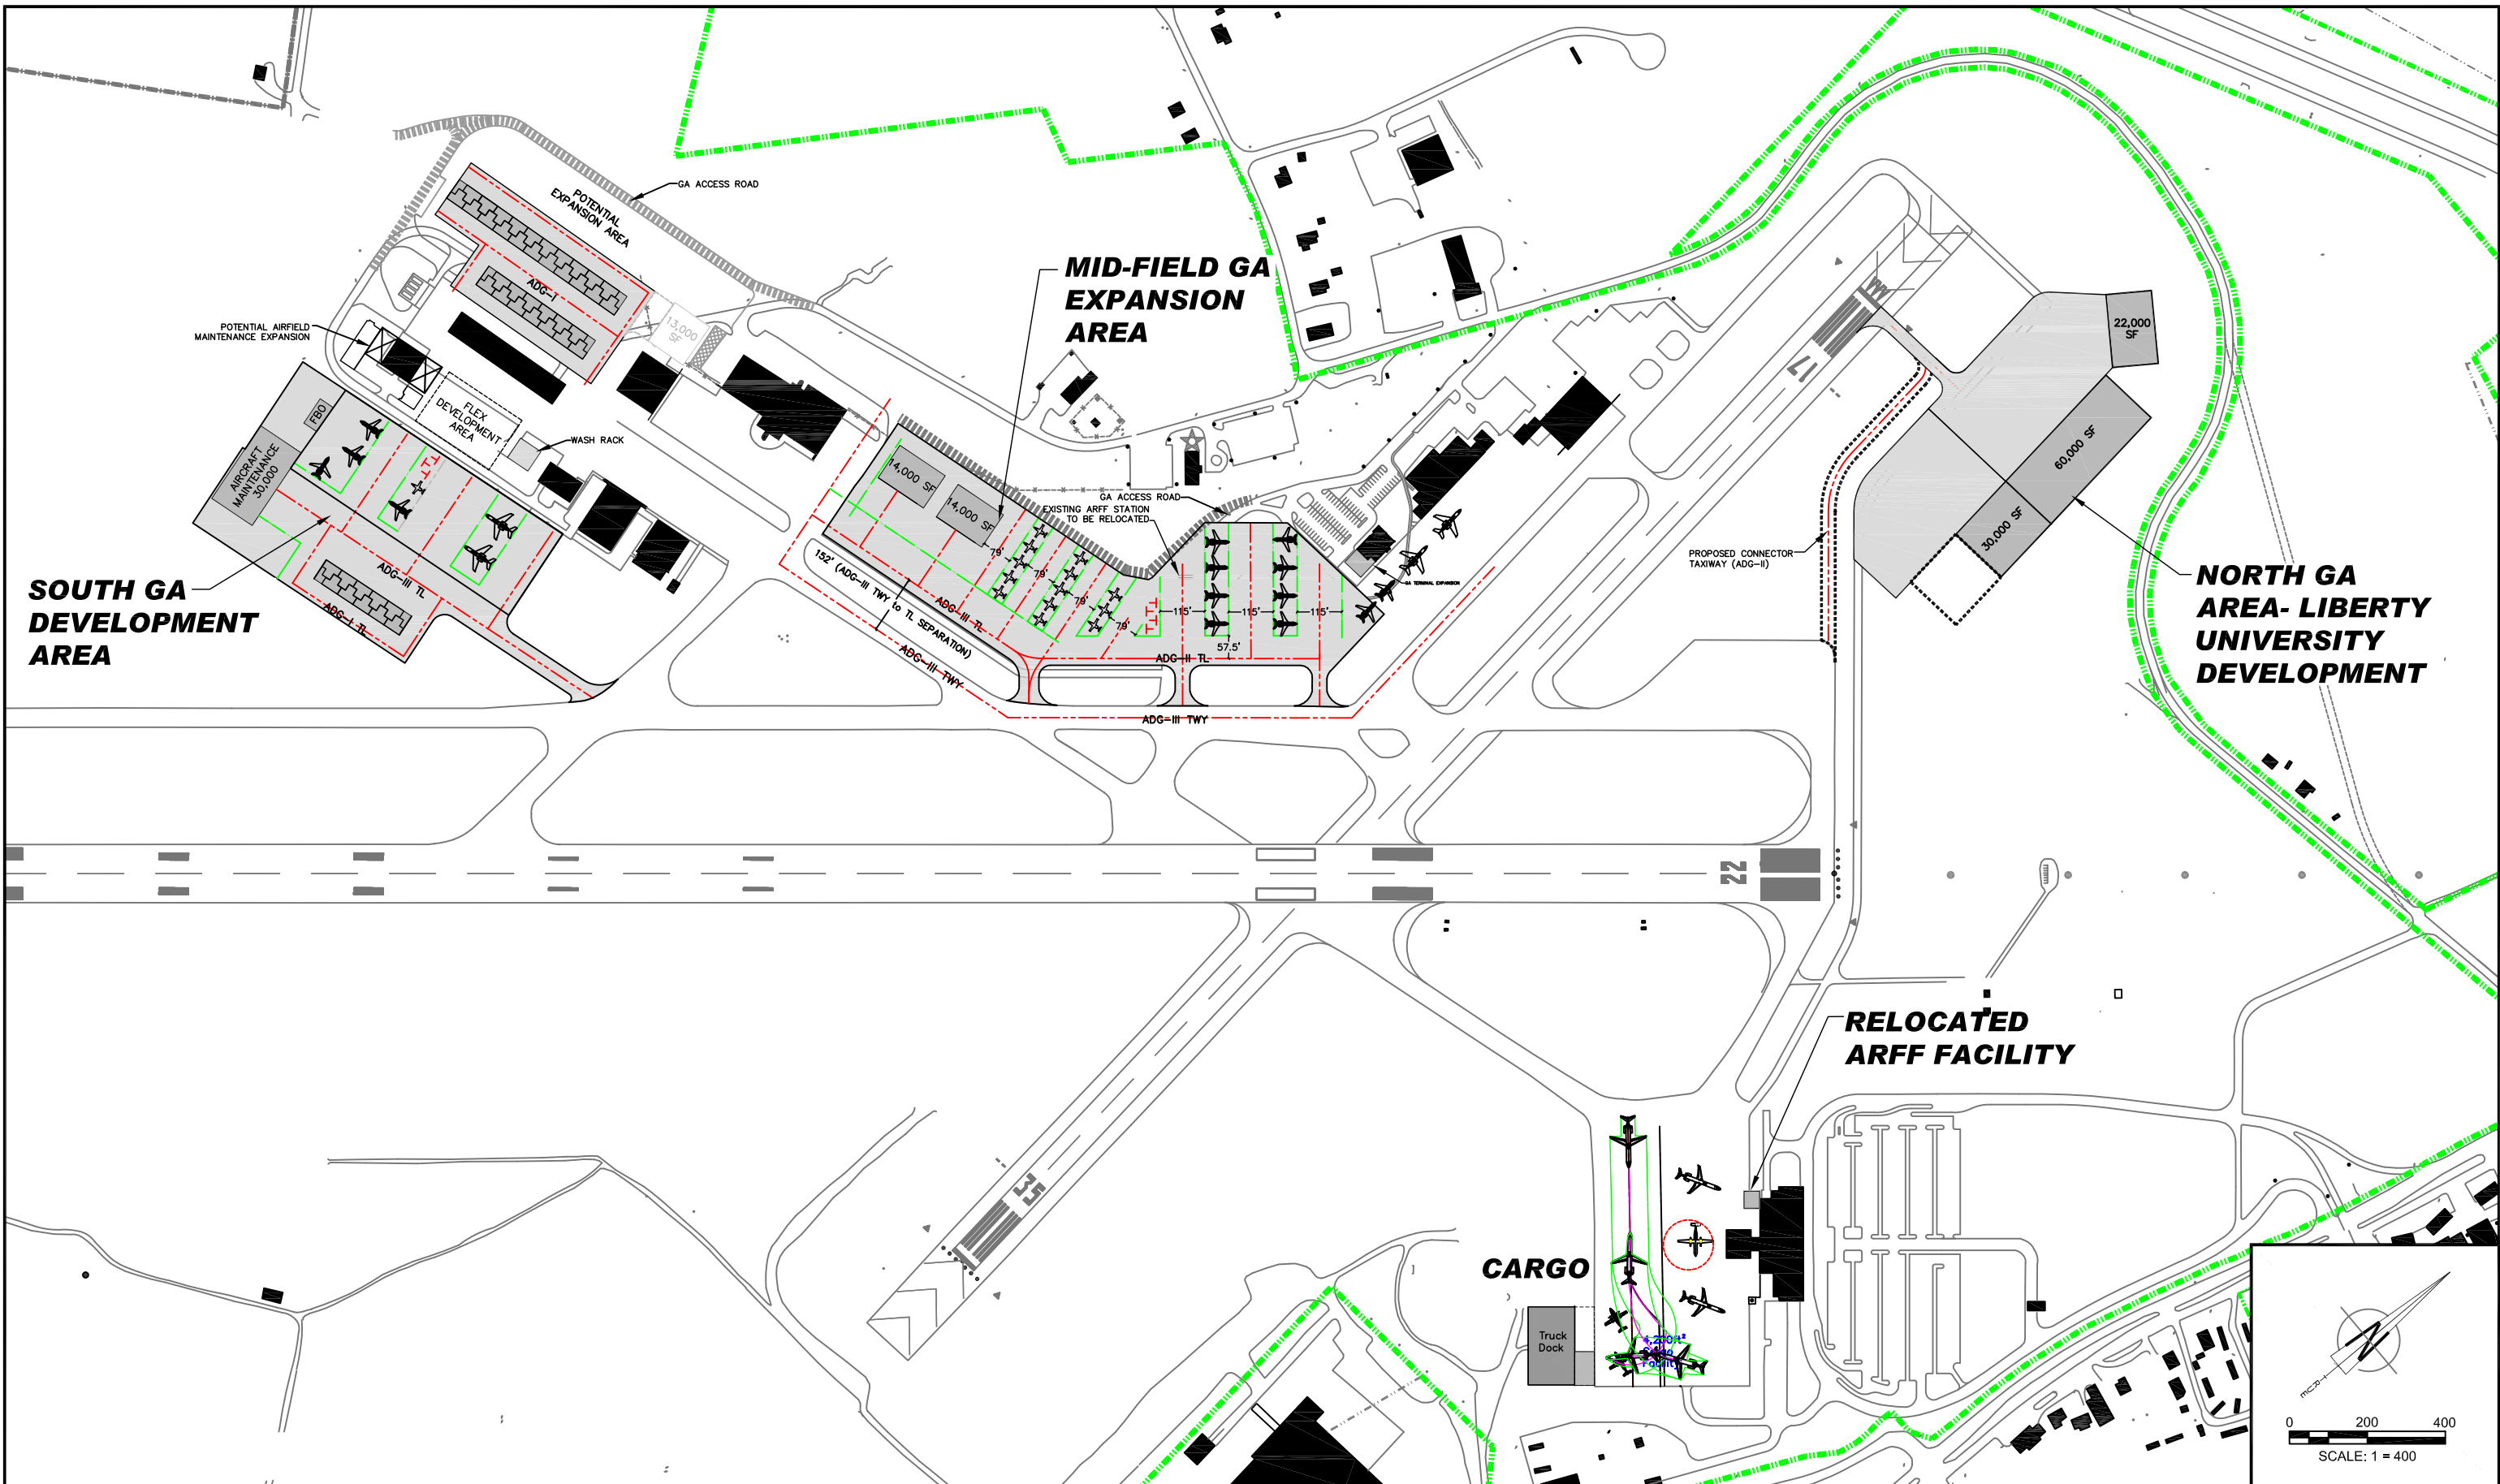 GA ACCESS ROAD
POTENTIAL
EXPANSION AREA
MID-FIELD GA
EXPANSION
AREA
ADG-I
13,000
SF
POTENTIAL AIRFIELD
MAINTENANCE EXPANSION
17
22,000
SF
FLEX
DEVELOPMENT
AREA
FBO
WASH RACK
AIRCRAFT
MAINTENANCE
30,000
14,000 SF
14,000 SF
60,000 SF
30,000 SF
GA ACCESS ROAD
EXISTING ARFF STATION
TO BE RELOCATED
PROPOSED CONNECTOR
TAXIWAY (ADG-II)
GA TERMINAL EXPANSION
SOUTH GA
DEVELOPMENT
AREA
ADG-III TL
ADG-I TL
79'
79'
79'
79'
115'
115'
115'
57.5'
152' (ADG-III TWY to TL SEPARATION)
ADG-III TL
ADG-II TL
ADG-III TWY
ADG-III TWY
NORTH GA
AREA- LIBERTY
UNIVERSITY
DEVELOPMENT
22
RELOCATED
ARFF FACILITY
35
CARGO
Truck
Dock
Facility
TRUE
N
0 200 400
SCALE: 1 = 400